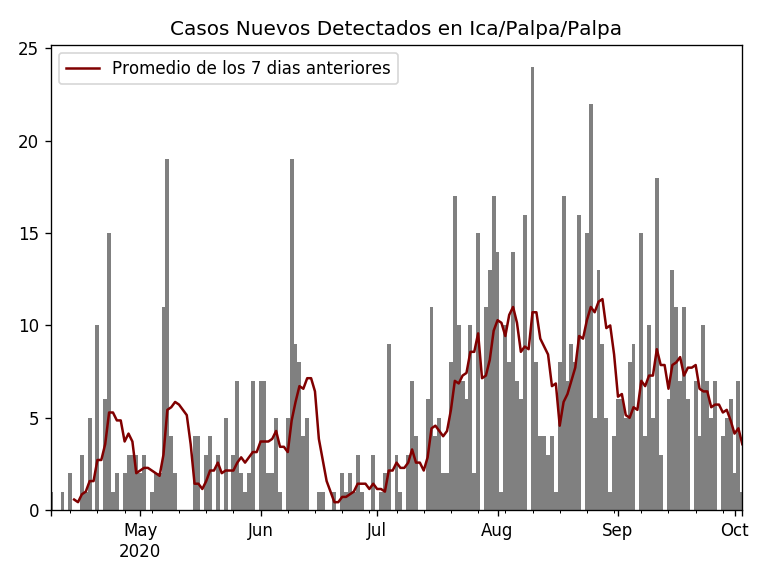 Casos Nuevos Detectados en Ica/Palpa/Palpa
Promedio de los 7 dias anteriores
25
20
15
10
5
0
May Jun Jul Aug Sep Oct
2020